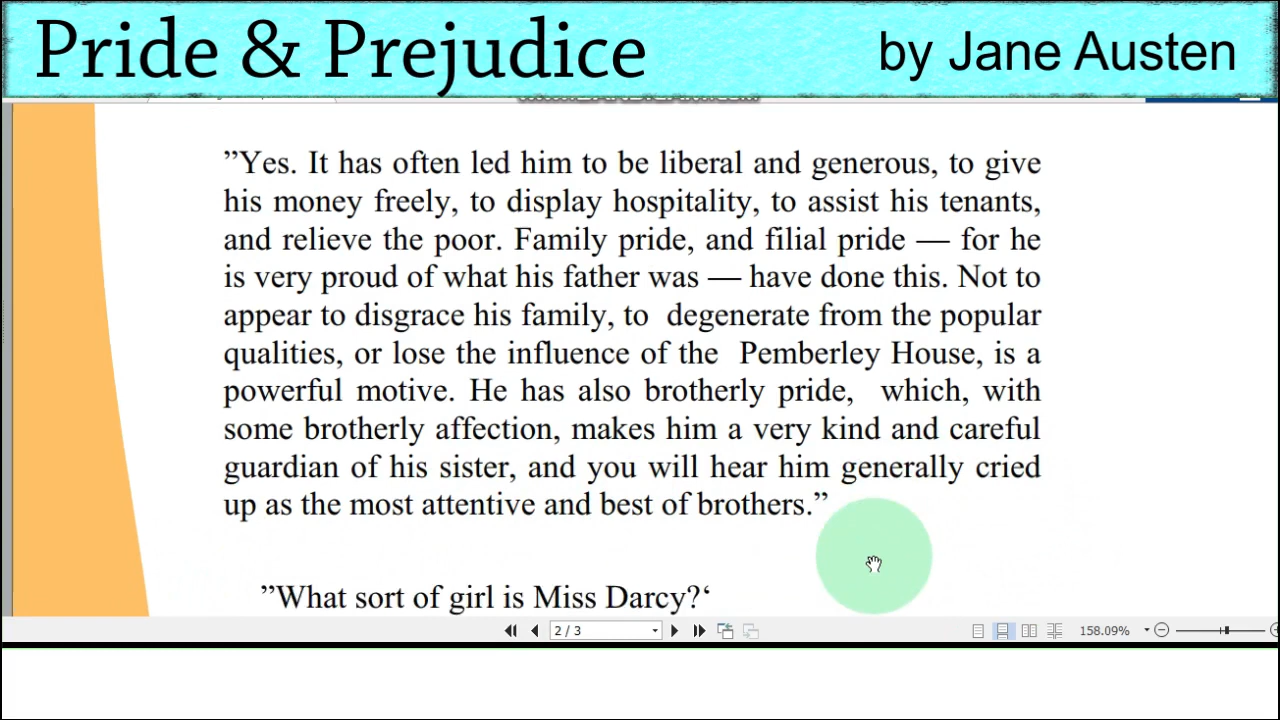 Pride & Prejudice
by Jane Austen
”Yes. It has often led him to be liberal and generous, to give
his money freely, to display hospitality, to assist his tenants,
and relieve the poor. Family pride, and filial pride — for he
is very proud of what his father was — have done this. Not to
appear to disgrace his family, to degenerate from the popular
qualities, or lose the influence of the Pemberley House, is a
powerful motive. He has also brotherly pride, which, with
some brotherly affection, makes him a very kind and careful
guardian of his sister, and you will hear him generally cried
up as the most attentive and best of brothers.”
”What sort of girl is Miss Darcy?‘
2 / 3
158.09%